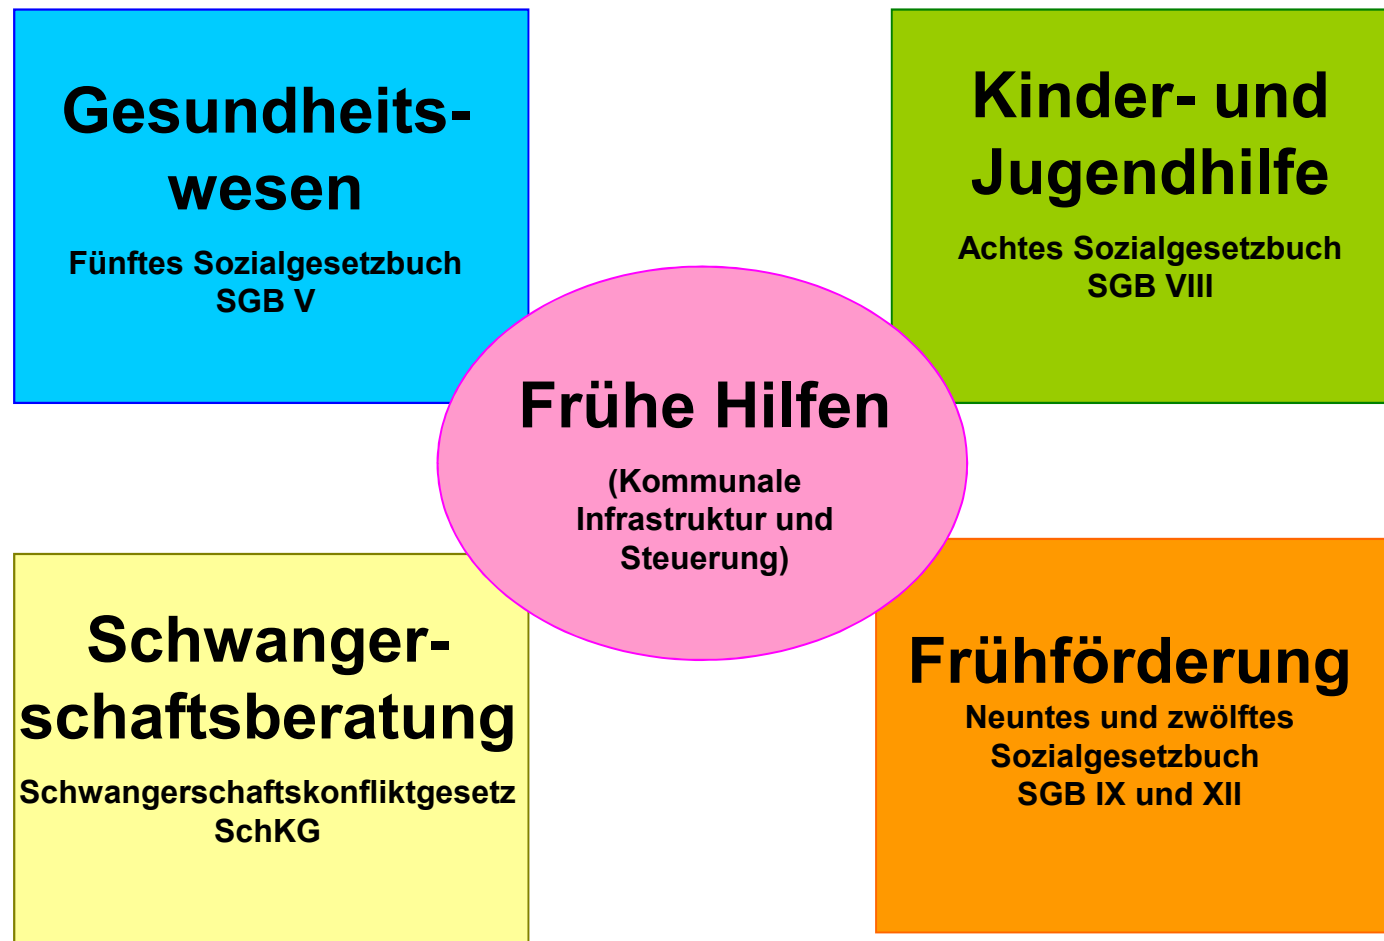 Gesundheits-
wesen
Fünftes Sozialgesetzbuch
SGB V
Kinder- und
Jugendhilfe
Achtes Sozialgesetzbuch
SGB VIII
Frühe Hilfen
(Kommunale
Infrastruktur und
Steuerung)
Schwanger-
schaftsberatung
Schwangerschaftskonfliktgesetz
SchKG
Frühförderung
Neuntes und zwölftes
Sozialgesetzbuch
SGB IX und XII